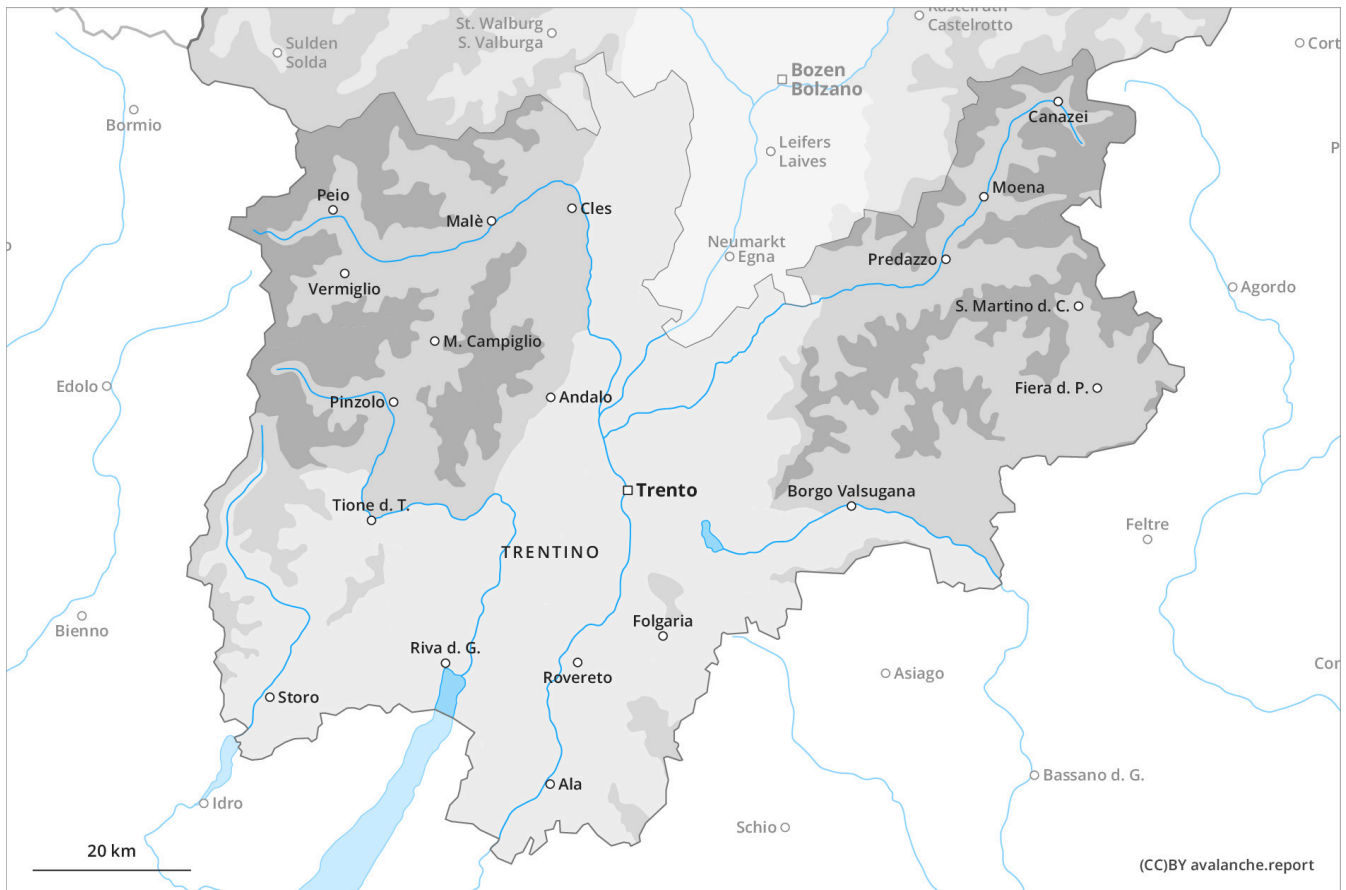 St. Walburg
S. Valburga
Castelrotto
Sulden
Solda
Cort
Bozen
Bolzano
Bormio
Canazei
Leifers
Laives
P
Peio
Moena
Malè
Cles
Neumarkt
Egna
Predazzo
Vermiglio
Agordo
S. Martino d. C.
M. Campiglio
Edolo
Fiera d. P.
Pinzolo
Andalo
Trento
Borgo Valsugana
Tione d. T.
Feltre
TRENTINO
Bienno
Folgaria
Riva d. G.
Rovereto
Cor
Asiago
Storo
Bassano d. G.
Ala
Idro
Schio
20 km
(CC)BY avalanche.report